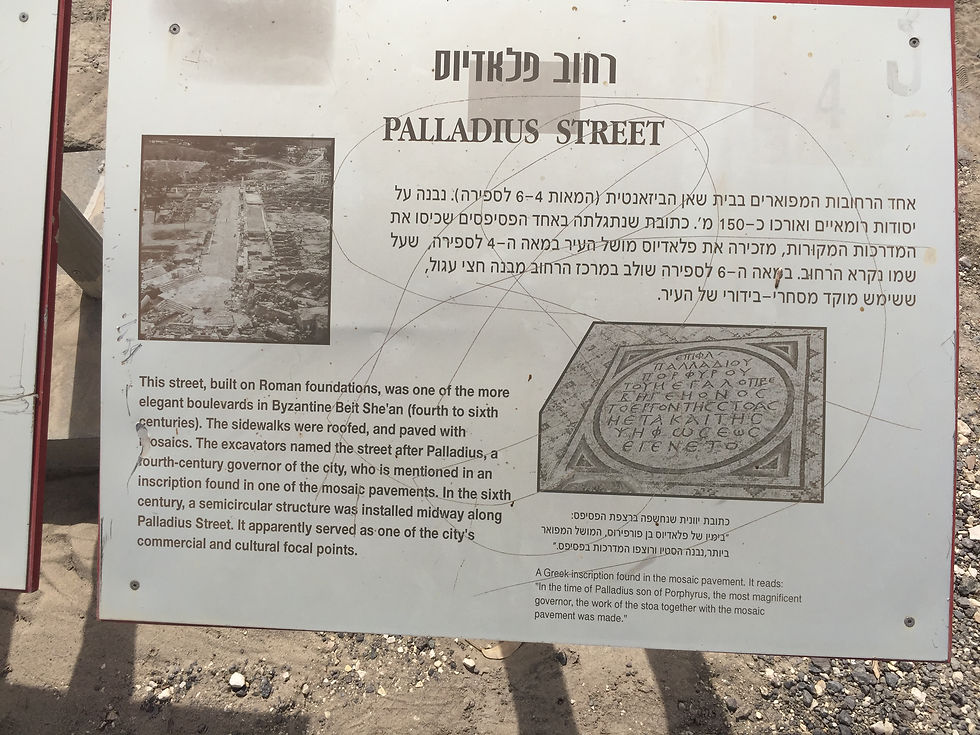 רחוב פלאדיוס
PALLADIUS STREET
אחד הרחובות המפוארים בבית שאן הביזאנטית (המאות 4–6 לספירה). נבנה על
יסודות רומאיים ואורכו כ–150 מ'. כתובת שנתגלתה באחד הפסיפסים שכיסו את
המדרכות המקורות, מזכירה את פלאדיוס מושל העיר במאה ה–4 לספירה, שעל
שמו נקרא הרחוב. במאה ה–6 לספירה שולב במרכז הרחוב מבנה חצי עגול,
ששימש מוקד מסחרי–בידורי של העיר.
This street, built on Roman foundations, was one of the more
elegant boulevards in Byzantine Beit She'an (fourth to sixth
centuries). The sidewalks were roofed, and paved with
mosaics. The excavators named the street after Palladius, a
fourth-century governor of the city, who is mentioned in an
inscription found in one of the mosaic pavements. In the sixth
century, a semicircular structure was installed midway along
Palladius Street. It apparently served as one of the city's
commercial and cultural focal points.
ΕΠΙ ΦΛ
ΠΑΛΛΑΔΙΟΥ
ΠΟΡΦΥΡΟΥ
ΤΟΥ ΜΕΓΑΛΟΠΡΕ
ΗΓΕΜΟΝΟΣ
ΤΟ ΕΡΓΟΝ ΤΗΣ ΣΤΟΑΣ
ΜΕΤΑ ΚΑΙ ΤΗΣ
ΨΗΦΩΣΕΩΣ
ΕΓΕΝΕΤΟ
כתובת יוונית שנחשפה ברצפת הפסיפס:
"בימיו של פלאדיוס בן פורפירוס, המושל המפואר
ביותר, נבנה הסטיו ורוצפו המדרכות בפסיפס."
A Greek inscription found in the mosaic pavement. It reads:
"In the time of Palladius son of Porphyrus, the most magnificent
governor, the work of the stoa together with the mosaic
pavement was made."